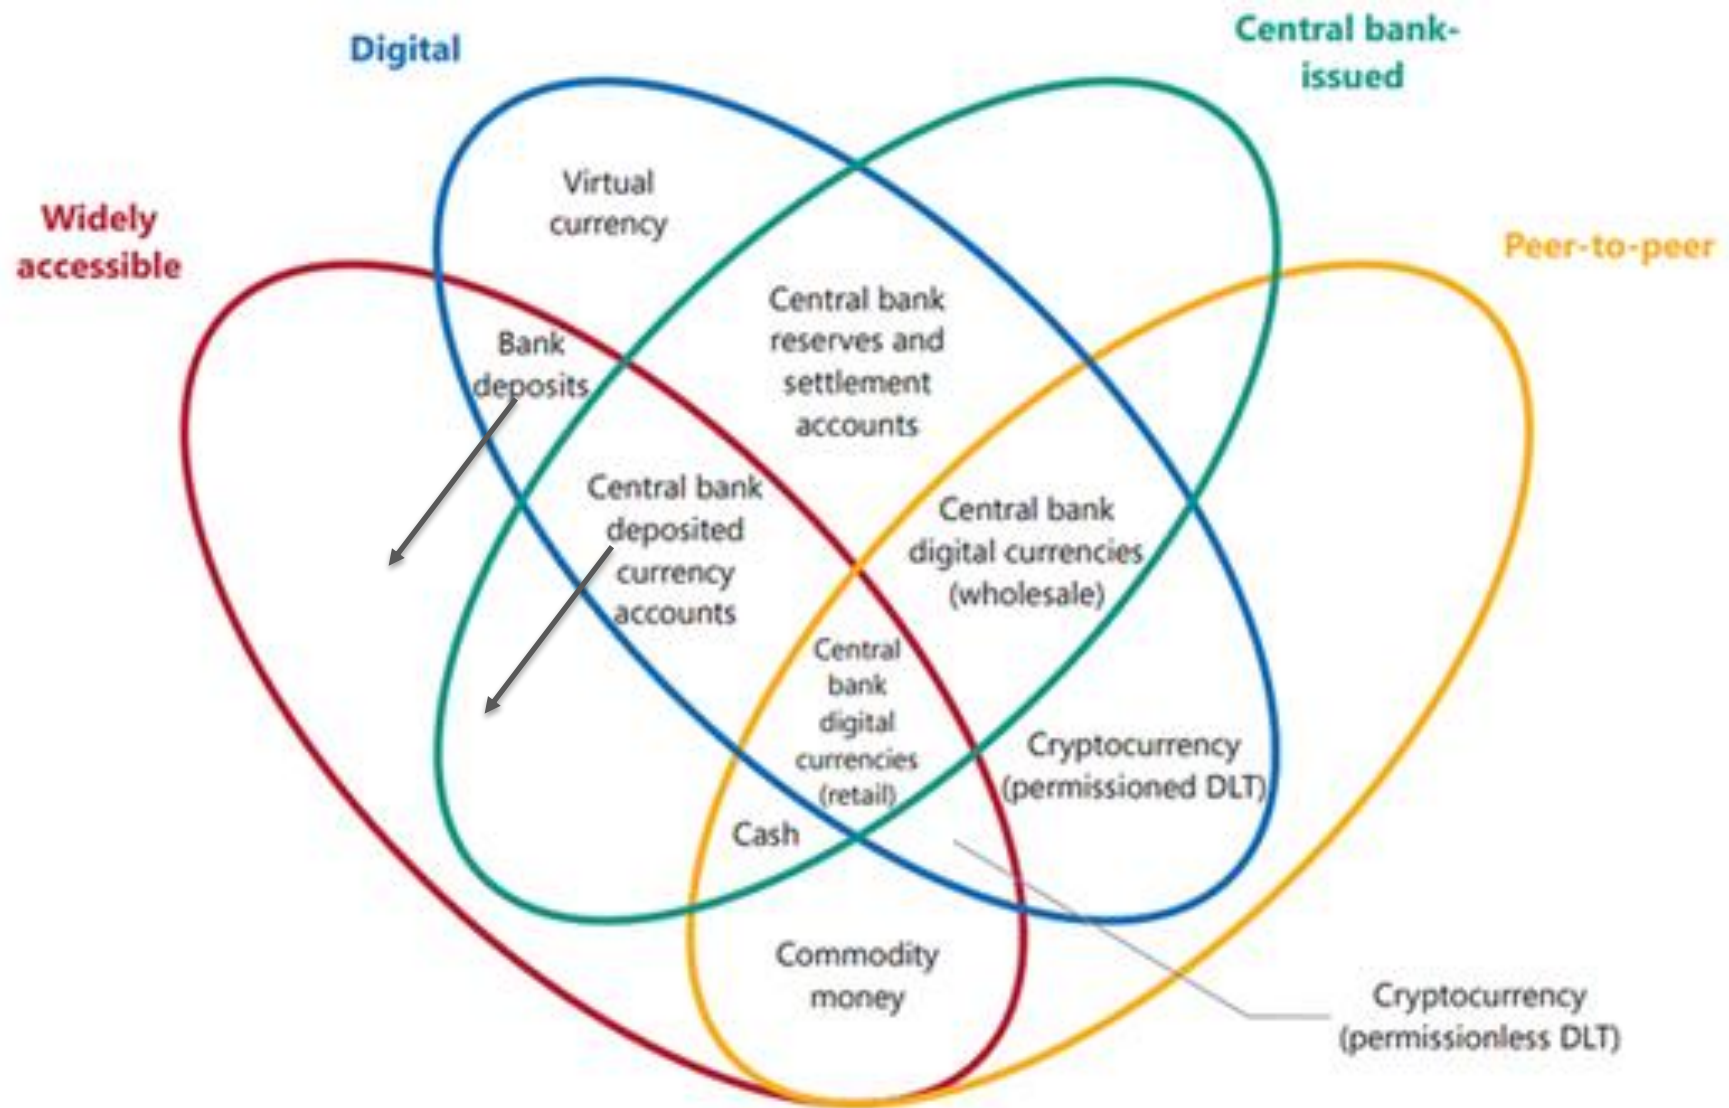 Digital
Central bank-
issued
Widely
accessible
Peer-to-peer
Virtual
currency
Bank
deposits
Central bank
reserves and
settlement
accounts
Central bank
deposited
currency
accounts
Central bank
digital currencies
(wholesale)
Central
bank
digital
currencies
(retail)
Cryptocurrency
(permissioned DLT)
Cash
Commodity
money
Cryptocurrency
(permissionless DLT)